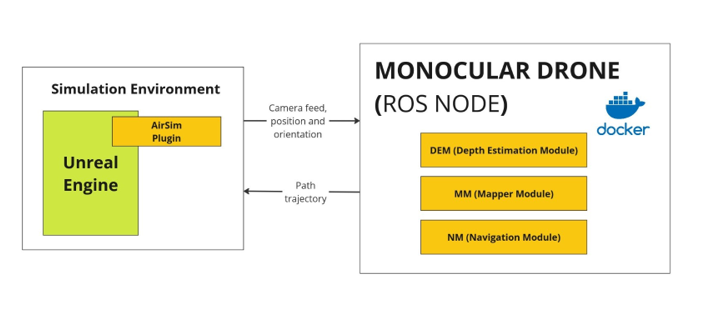 Simulation Environment
AirSim
Plugin
Unreal
Engine
Camera feed,
position and
orientation
Path
trajectory
MONOCULAR DRONE
(ROS NODE)
docker
DEM (Depth Estimation Module)
MM (Mapper Module)
NM (Navigation Module)